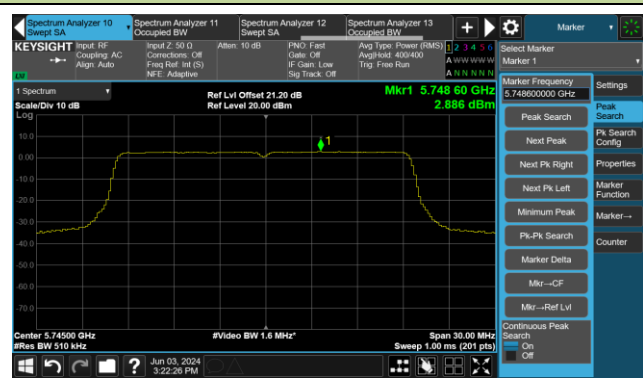 Spectrum Analyzer 10
Swept SA
Spectrum Analyzer 11
Occupied BW
Spectrum Analyzer 12
Swept SA
Spectrum Analyzer 13
Occupied BW
+
Marker
KEYSIGHT
Input: RF
Coupling: AC
Align: Auto
Input Z: 50 Ω
Corrections: Off
Freq Ref: Int (S)
NFE: Adaptive
Atten: 10 dB
PNO: Fast
Gate: Off
IF Gain: Low
Sig Track: Off
Avg Type: Power (RMS)
Avg|Hold: 400/400
Trig: Free Run
1 2 3 4 5 6
A W W W W W
A N N N N N
Select Marker
Marker 1
1 Spectrum
Scale/Div 10 dB
Log
Ref Lvl Offset 21.20 dB
Ref Level 20.00 dBm
Mkr1 5.748 60 GHz
2.886 dBm
10.0
0.00
-10.0
-20.0
-30.0
-40.0
-50.0
-60.0
-70.0
1
Center 5.74500 GHz
#Res BW 510 kHz
#Video BW 1.6 MHz*
Span 30.00 MHz
Sweep 1.00 ms (201 pts)
Marker Frequency
5.748600000 GHz
Peak Search
Next Peak
Next Pk Right
Next Pk Left
Minimum Peak
Pk-Pk Search
Marker Delta
Mkr→CF
Mkr→Ref Lvl
Continuous Peak
Search
On
Off
Settings
Peak
Search
Pk Search
Config
Properties
Marker
Function
Marker→
Counter
?
Jun 03, 2024
3:22:26 PM